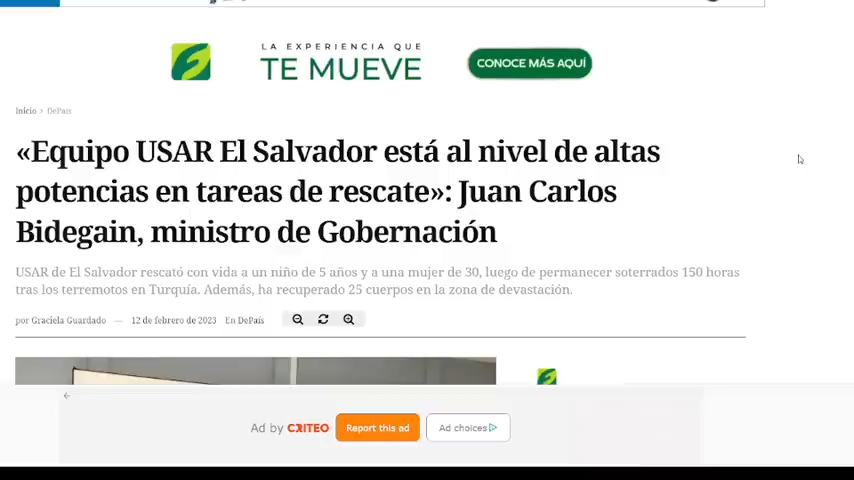 LA EXPERIENCIA QUE
TE MUEVE
CONOCE MÁS AQUÍ
Inicio > DePaís
«Equipo USAR El Salvador está al nivel de altas
potencias en tareas de rescate»: Juan Carlos
Bidegain, ministro de Gobernación
USAR de El Salvador rescató con vida a un niño de 5 años y a una mujer de 30, luego de permanecer soterrados 150 horas
tras los terremotos en Turquía. Además, ha recuperado 25 cuerpos en la zona de devastación.
por Graciela Guardado — 12 de febrero de 2023 En DePaís
Ad by CRITEO Report this ad Ad choices